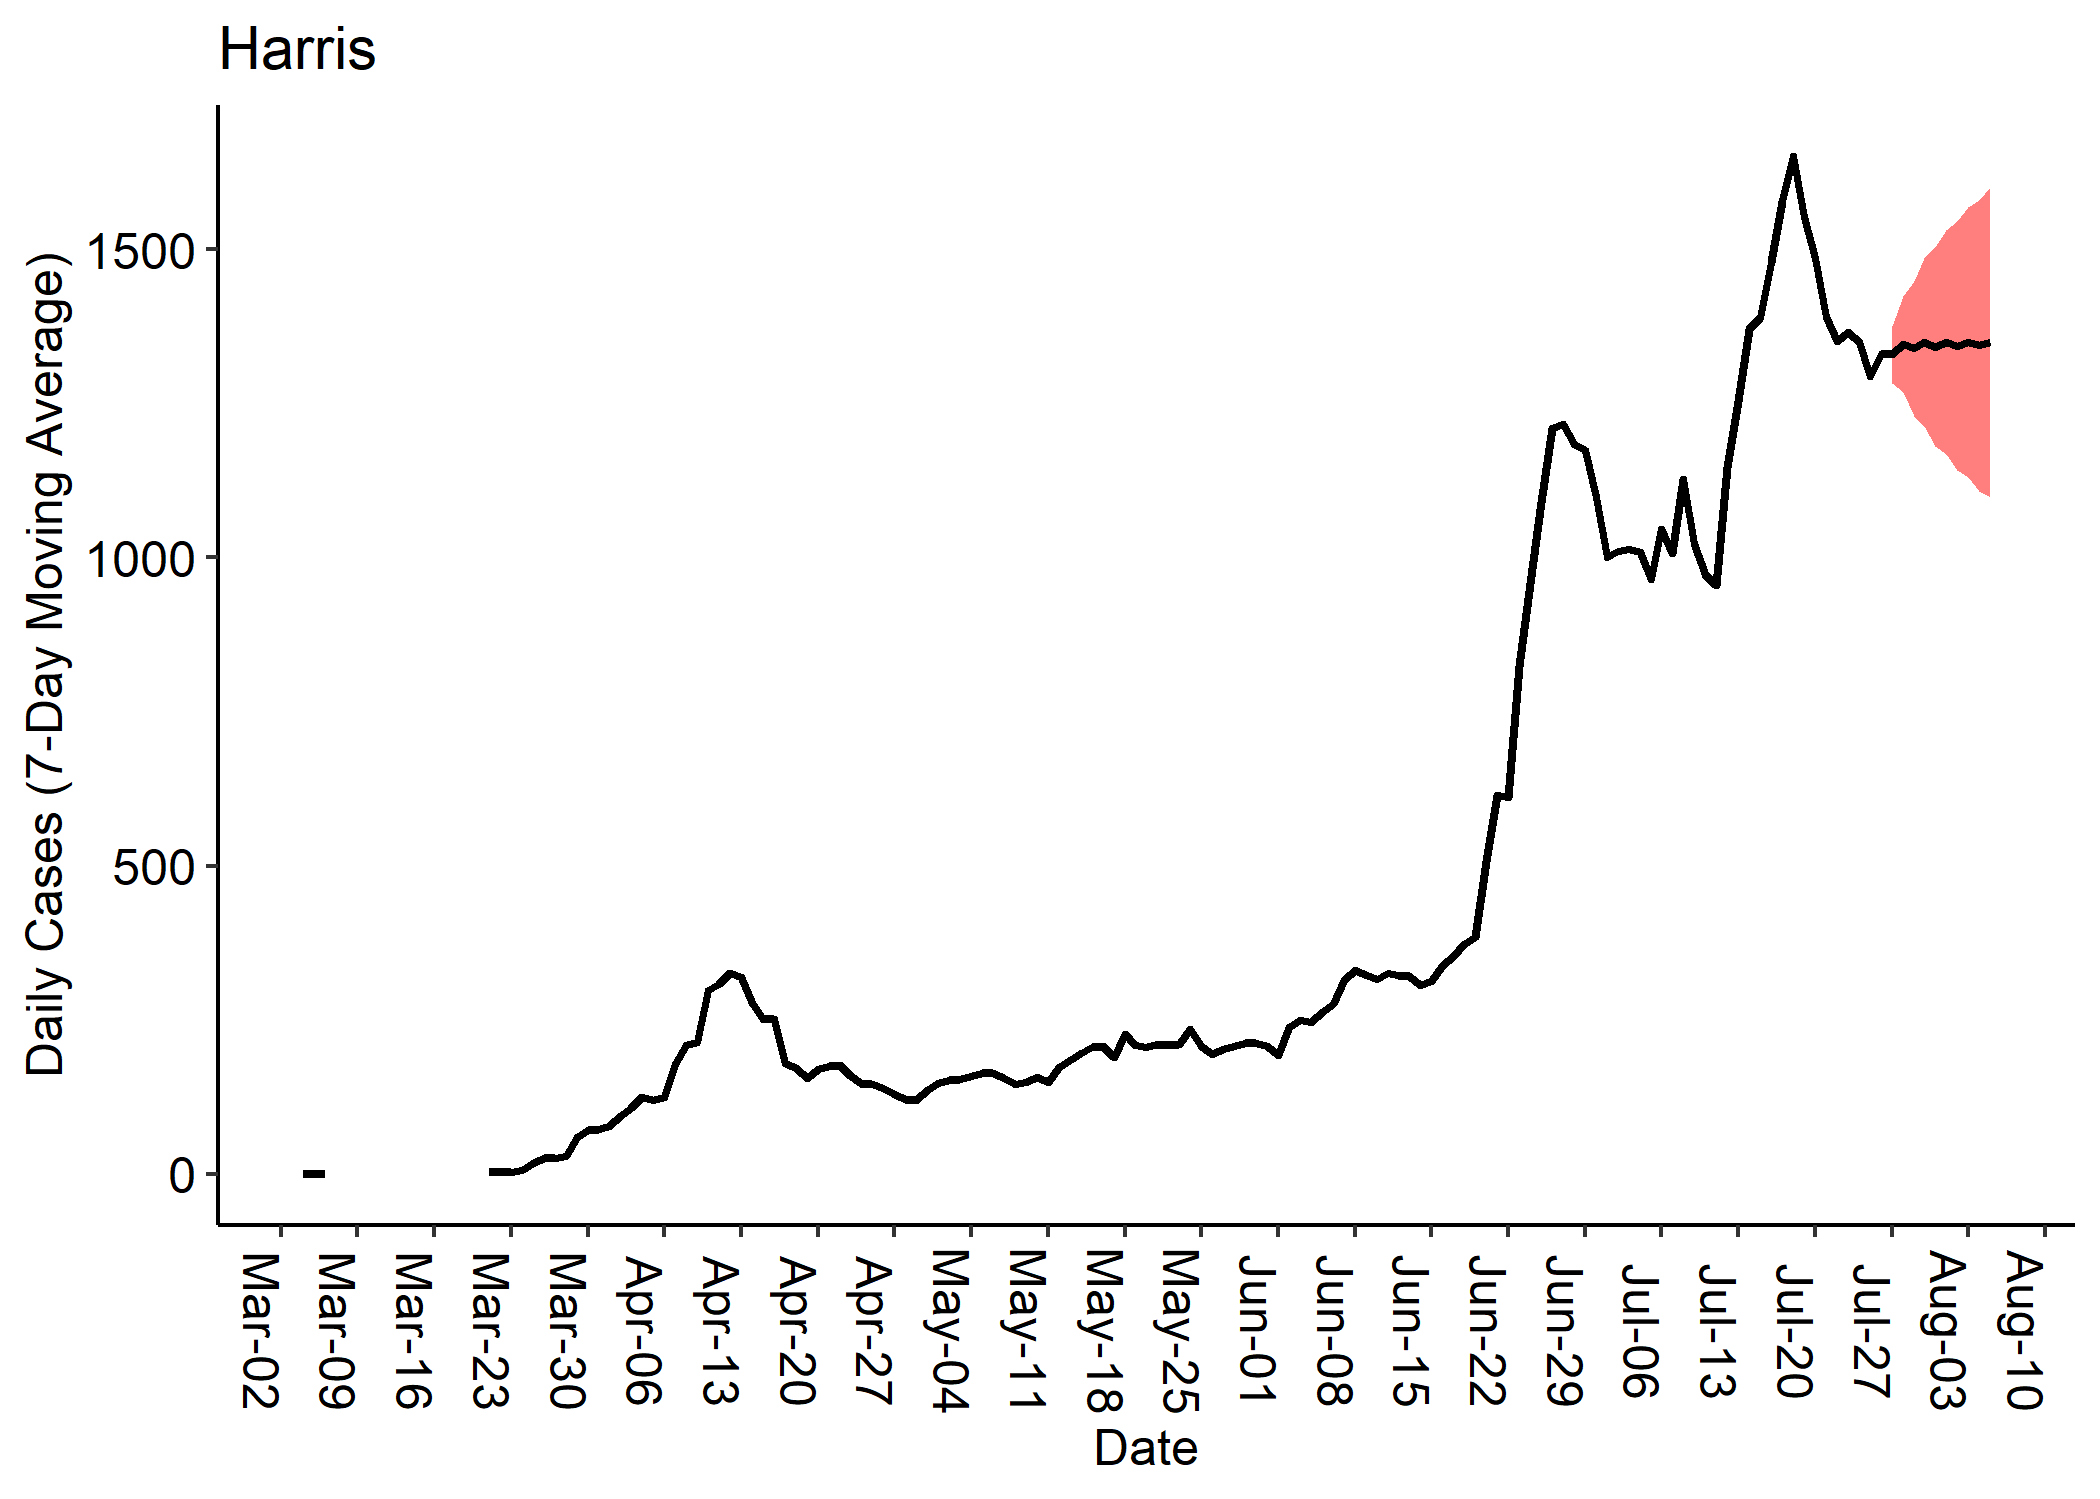 Harris
Daily Cases (7-Day Moving Average)
1500
1000
500
0
Mar-02
Mar-09
Mar-16
Mar-23
Mar-30
Apr-06
Apr-13
Apr-20
Apr-27
May-04
May-11
May-18
May-25
Jun-01
Jun-08
Jun-15
Jun-22
Jun-29
Jul-06
Jul-13
Jul-20
Jul-27
Aug-03
Aug-10
Date